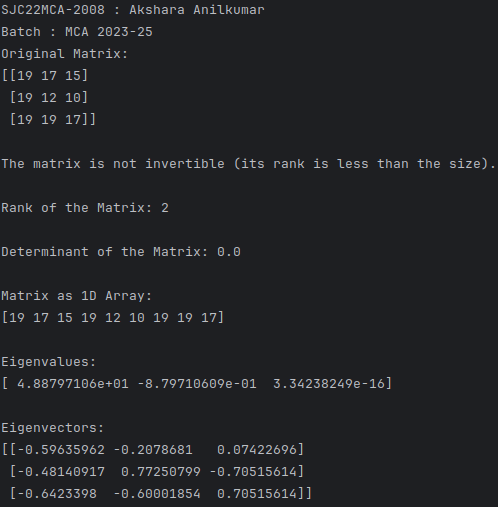 SJC22MCA-2008 : Akshara Anilkumar
Batch : MCA 2023-25
Original Matrix:
[[19 17 15]
 [19 12 10]
 [19 19 17]]
The matrix is not invertible (its rank is less than the size).
Rank of the Matrix: 2
Determinant of the Matrix: 0.0
Matrix as 1D Array:
[19 17 15 19 12 10 19 19 17]
Eigenvalues:
[ 4.88797106e+01 -8.79710609e-01  3.34238249e-16]
Eigenvectors:
[[-0.59635962 -0.2078681   0.07422696]
 [-0.48140917  0.77250799 -0.70515614]
 [-0.6423398  -0.60001854  0.70515614]]